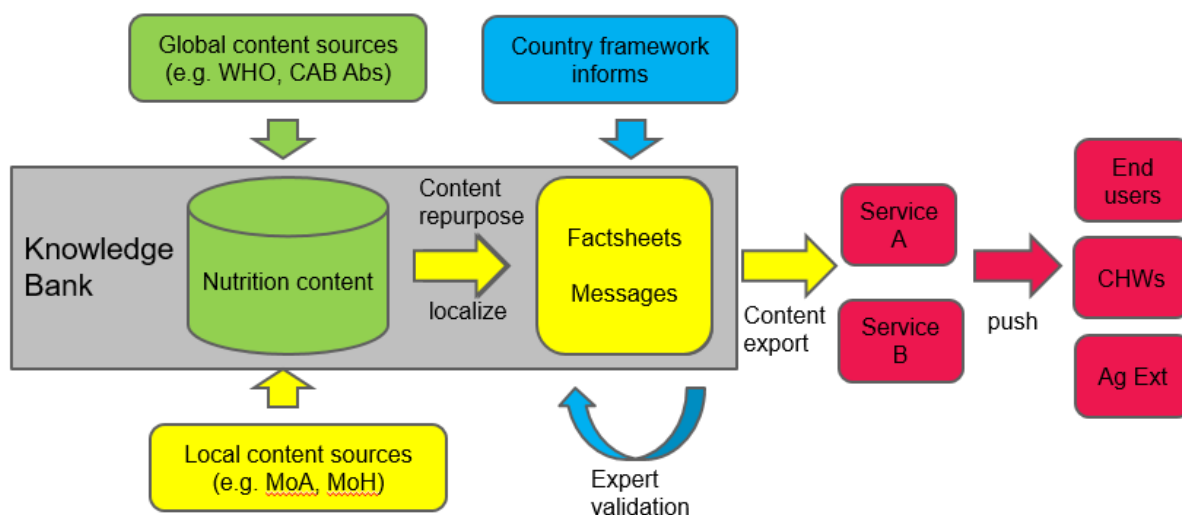 Global content sources
(e.g. WHO, CAB Abs)
Country framework
informs
Knowledge
Bank
Nutrition content
Content
repurpose
localize
Factsheets
Messages
Content
export
Service
A
Service
B
push
End
users
CHWs
Ag Ext
Local content sources
(e.g. MoA, MoH)
Expert
validation